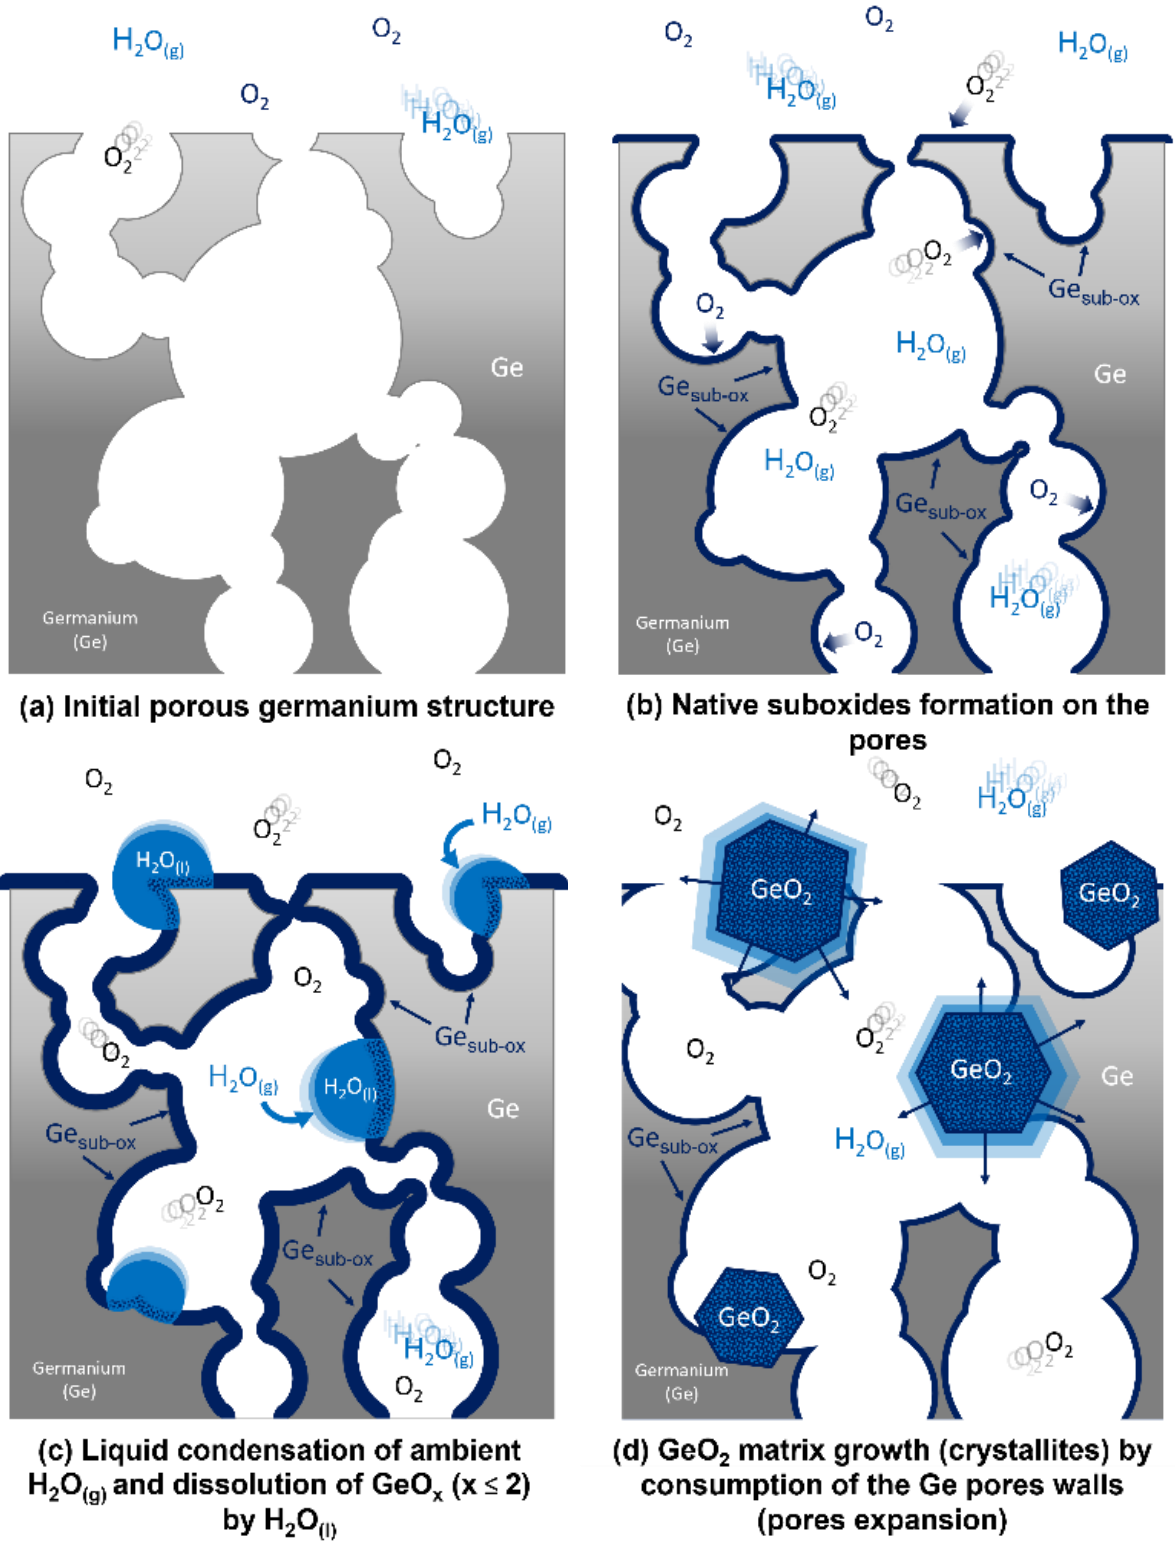 H₂O(g)
O₂
O₂
H₂O(g)
O₂
Ge
Germanium
(Ge)
(a) Initial porous germanium structure
O₂
O₂
H₂O(g)
H₂O(g)
O₂
O₂
Geₛᵤb₋ₒₓ
O₂
H₂O(g)
Ge
Geₛᵤb₋ₒₓ
O₂
H₂O(g)
O₂
Geₛᵤb₋ₒₓ
H₂O(g)
Germanium
(Ge)
O₂
(b) Native suboxides formation on the
pores
O₂
O₂
O₂
H₂O(g)
H₂O(l)
O₂
Geₛᵤb₋ₒₓ
O₂
H₂O(g)
H₂O(l)
Ge
Geₛᵤb₋ₒₓ
O₂
Geₛᵤb₋ₒₓ
H₂O(g)
Germanium
(Ge)
O₂
(c) Liquid condensation of ambient
H₂O(g) and dissolution of GeOₓ (x ≤ 2)
by H₂O(l)
O₂
H₂O(g)
O₂
GeO₂
GeO₂
O₂
O₂
GeO₂
Ge
Geₛᵤb₋ₒₓ
H₂O(g)
O₂
GeO₂
O₂
Germanium
(Ge)
(d) GeO₂ matrix growth (crystallites) by
consumption of the Ge pores walls
(pores expansion)